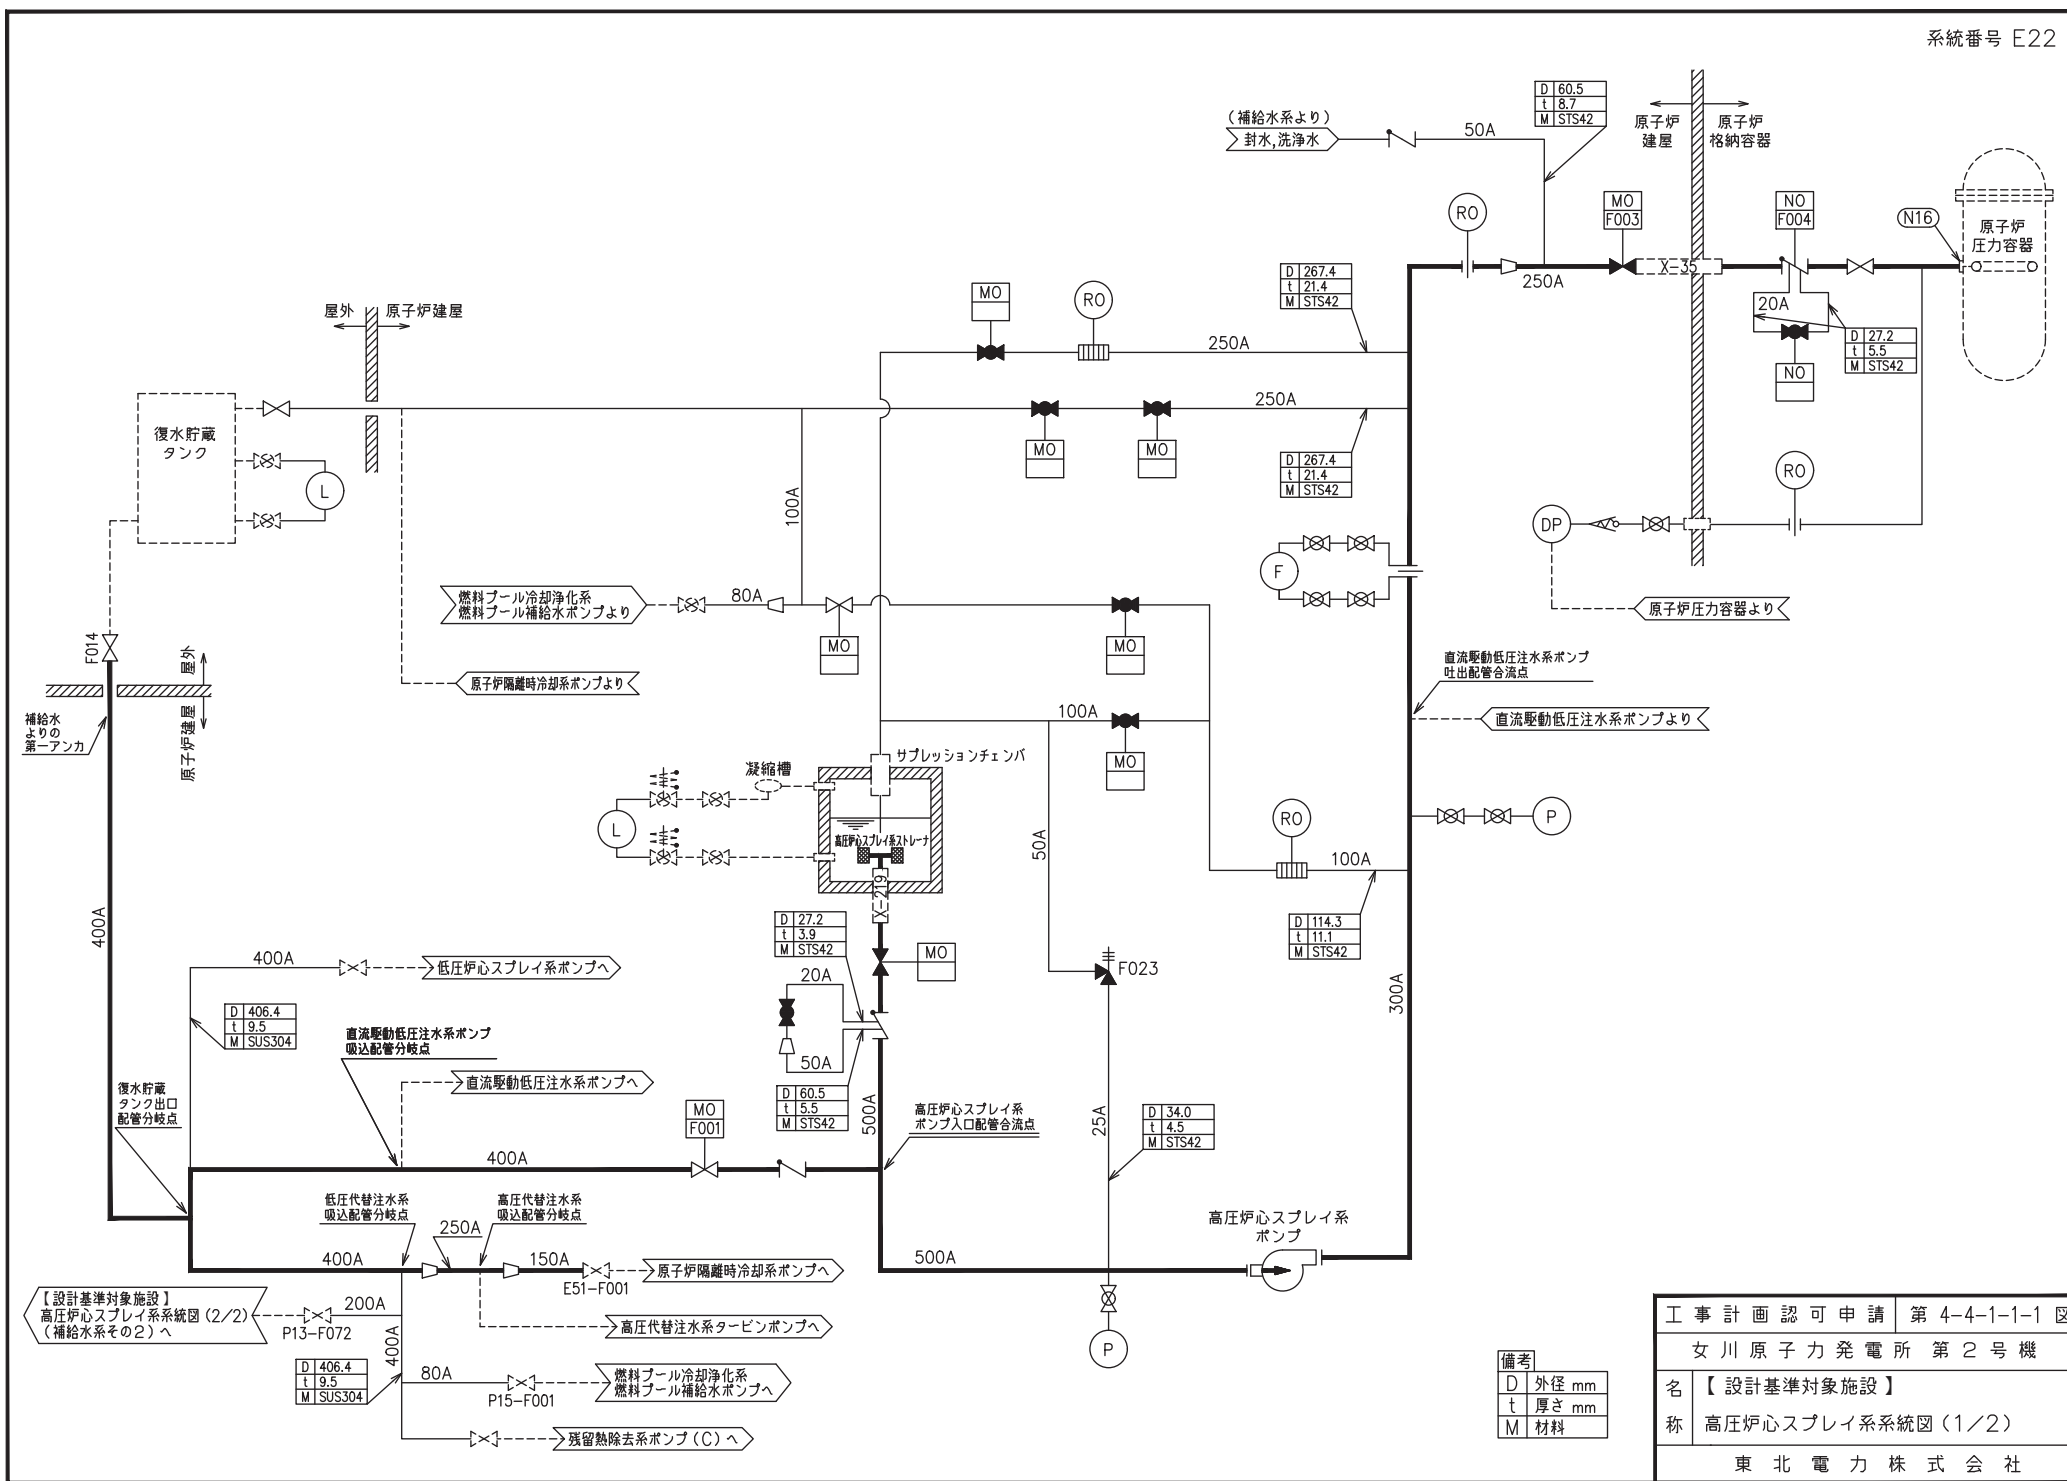 系統番号 E22
D 60.5
t 8.7
M STS42
(補給水系より)
封水,洗浄水
50A
原子炉
建屋
原子炉
格納容器
RO
MO
F003
NO
F004
N16
原子炉
圧力容器
X-35
250A
20A
D 27.2
t 5.5
M STS42
NO
D 267.4
t 21.4
M STS42
屋外
原子炉建屋
MO
RO
250A
復水貯蔵
タンク
L
250A
MO
MO
D 267.4
t 21.4
M STS42
100A
RO
DP
F
原子炉圧力容器より
燃料プール冷却浄化系
燃料プール補給水ポンプより
80A
MO
MO
F014
屋外
原子炉建屋
補給水
よりの
第一アンカ
原子炉隔離時冷却系ポンプより
直流駆動低圧注水系ポンプ
吐出配管合流点
直流駆動低圧注水系ポンプより
100A
MO
サプレッションチェンバ
凝縮槽
L
高圧炉心スプレイ系ストレーナ
X-219
50A
RO
100A
P
D 114.3
t 11.1
M STS42
400A
D 27.2
t 3.9
M STS42
MO
400A
低圧炉心スプレイ系ポンプへ
20A
F023
300A
D 406.4
t 9.5
M SUS304
直流駆動低圧注水系ポンプ
吸込配管分岐点
50A
直流駆動低圧注水系ポンプへ
D 60.5
t 5.5
M STS42
500A
復水貯蔵
タンク出口
配管分岐点
MO
F001
高圧炉心スプレイ系
ポンプ入口配管合流点
25A
D 34.0
t 4.5
M STS42
400A
低圧代替注水系
吸込配管分岐点
高圧代替注水系
吸込配管分岐点
250A
400A
150A
E51-F001
原子炉隔離時冷却系ポンプへ
500A
高圧炉心スプレイ系
ポンプ
【設計基準対象施設】
高圧炉心スプレイ系系統図(2/2)
(補給水系その2)へ
P13-F072
200A
高圧代替注水系タービンポンプへ
P
400A
D 406.4
t 9.5
M SUS304
80A
P15-F001
燃料プール冷却浄化系
燃料プール補給水ポンプへ
残留熱除去系ポンプ(C)へ
備考
D 外径 mm
t 厚さ mm
M 材料
工事計画認可申請 第 4-4-1-1-1 図
女川原子力発電所 第2号機
名称
【設計基準対象施設】
高圧炉心スプレイ系系統図(1/2)
東北電力株式会社